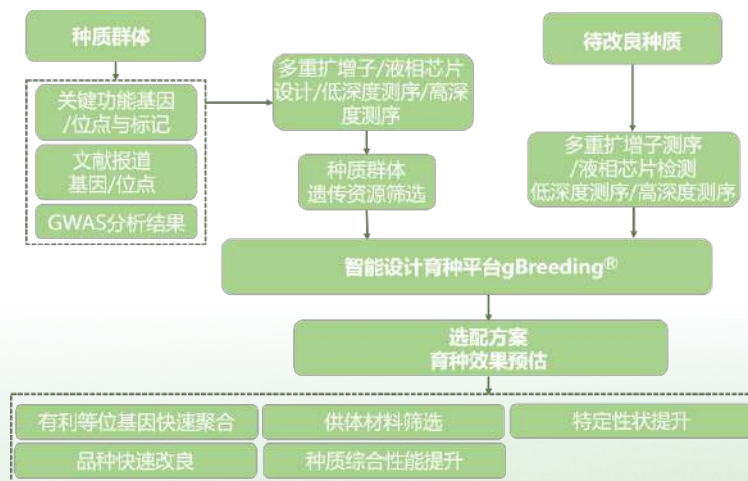 种质群体
待改良种质
多重扩增子/液相芯片
设计/低深度测序/高深
度测序
关键功能基因
/位点与标记
文献报道
基因/位点
GWAS分析结果
种质群体
遗传资源筛选
多重扩增子测序
/液相芯片检测
低深度测序/高深度测序
智能设计育种平台gBreeding®
选配方案
育种效果预估
有利等位基因快速聚合
供体材料筛选
特定性状提升
品种快速改良
种质综合性能提升